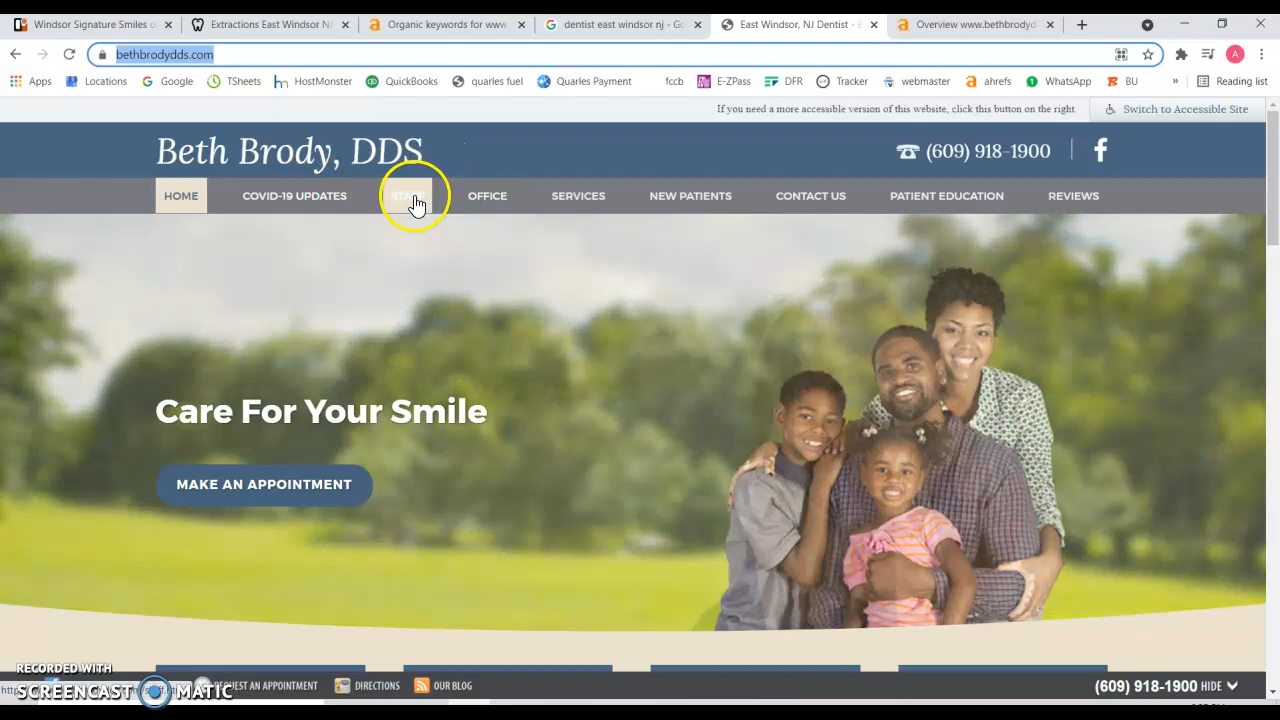 Windsor Signature Smiles o
Extractions East Windsor NJ
Organic keywords for www
dentist east windsor nj - Go
East Windsor, NJ Dentist - B
Overview www.bethbrodyd
bethbrodydds.com
Apps
Locations
Google
TSheets
HostMonster
QuickBooks
quarles fuel
Quarles Payment
fccb
E-ZPass
DFR
Tracker
webmaster
ahrefs
WhatsApp
BU
»
Reading list
If you need a more accessible version of this website, click this button on the right.
Switch to Accessible Site
Beth Brody, DDS
(609) 918-1900
HOME
COVID-19 UPDATES
STAFF
OFFICE
SERVICES
NEW PATIENTS
CONTACT US
PATIENT EDUCATION
REVIEWS
Care For Your Smile
MAKE AN APPOINTMENT
RECORDED WITH
SCREENCAST MATIC
REQUEST AN APPOINTMENT
DIRECTIONS
OUR BLOG
(609) 918-1900 HIDE